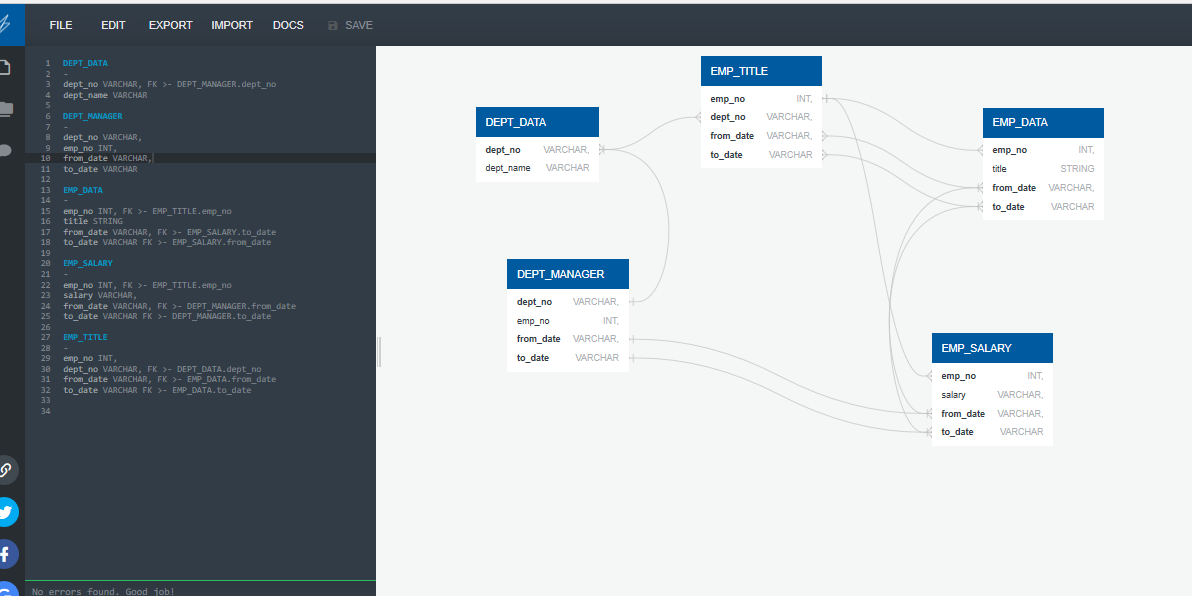 FILE EDIT EXPORT IMPORT DOCS SAVE
1 DEPT_DATA
2 -
3 dept_no VARCHAR, FK >- DEPT_MANAGER.dept_no
4 dept_name VARCHAR
5
6 DEPT_MANAGER
7 -
8 dept_no VARCHAR,
9 emp_no INT,
10 from_date VARCHAR,
11 to_date VARCHAR
12
13 EMP_DATA
14 -
15 emp_no INT, FK >- EMP_TITLE.emp_no
16 title STRING
17 from_date VARCHAR, FK >- EMP_SALARY.to_date
18 to_date VARCHAR FK >- EMP_SALARY.from_date
19
20 EMP_SALARY
21 -
22 emp_no INT, FK >- EMP_TITLE.emp_no
23 salary VARCHAR,
24 from_date VARCHAR, FK >- DEPT_MANAGER.from_date
25 to_date VARCHAR FK >- DEPT_MANAGER.to_date
26
27 EMP_TITLE
28 -
29 emp_no INT,
30 dept_no VARCHAR, FK >- DEPT_DATA.dept_no
31 from_date VARCHAR, FK >- EMP_DATA.from_date
32 to_date VARCHAR FK >- EMP_DATA.to_date
33
34
No errors found. Good job!
DEPT_DATA
dept_no VARCHAR,
dept_name VARCHAR
EMP_TITLE
emp_no INT,
dept_no VARCHAR,
from_date VARCHAR,
to_date VARCHAR
EMP_DATA
emp_no INT,
title STRING
from_date VARCHAR,
to_date VARCHAR
DEPT_MANAGER
dept_no VARCHAR,
emp_no INT,
from_date VARCHAR,
to_date VARCHAR
EMP_SALARY
emp_no INT,
salary VARCHAR,
from_date VARCHAR,
to_date VARCHAR